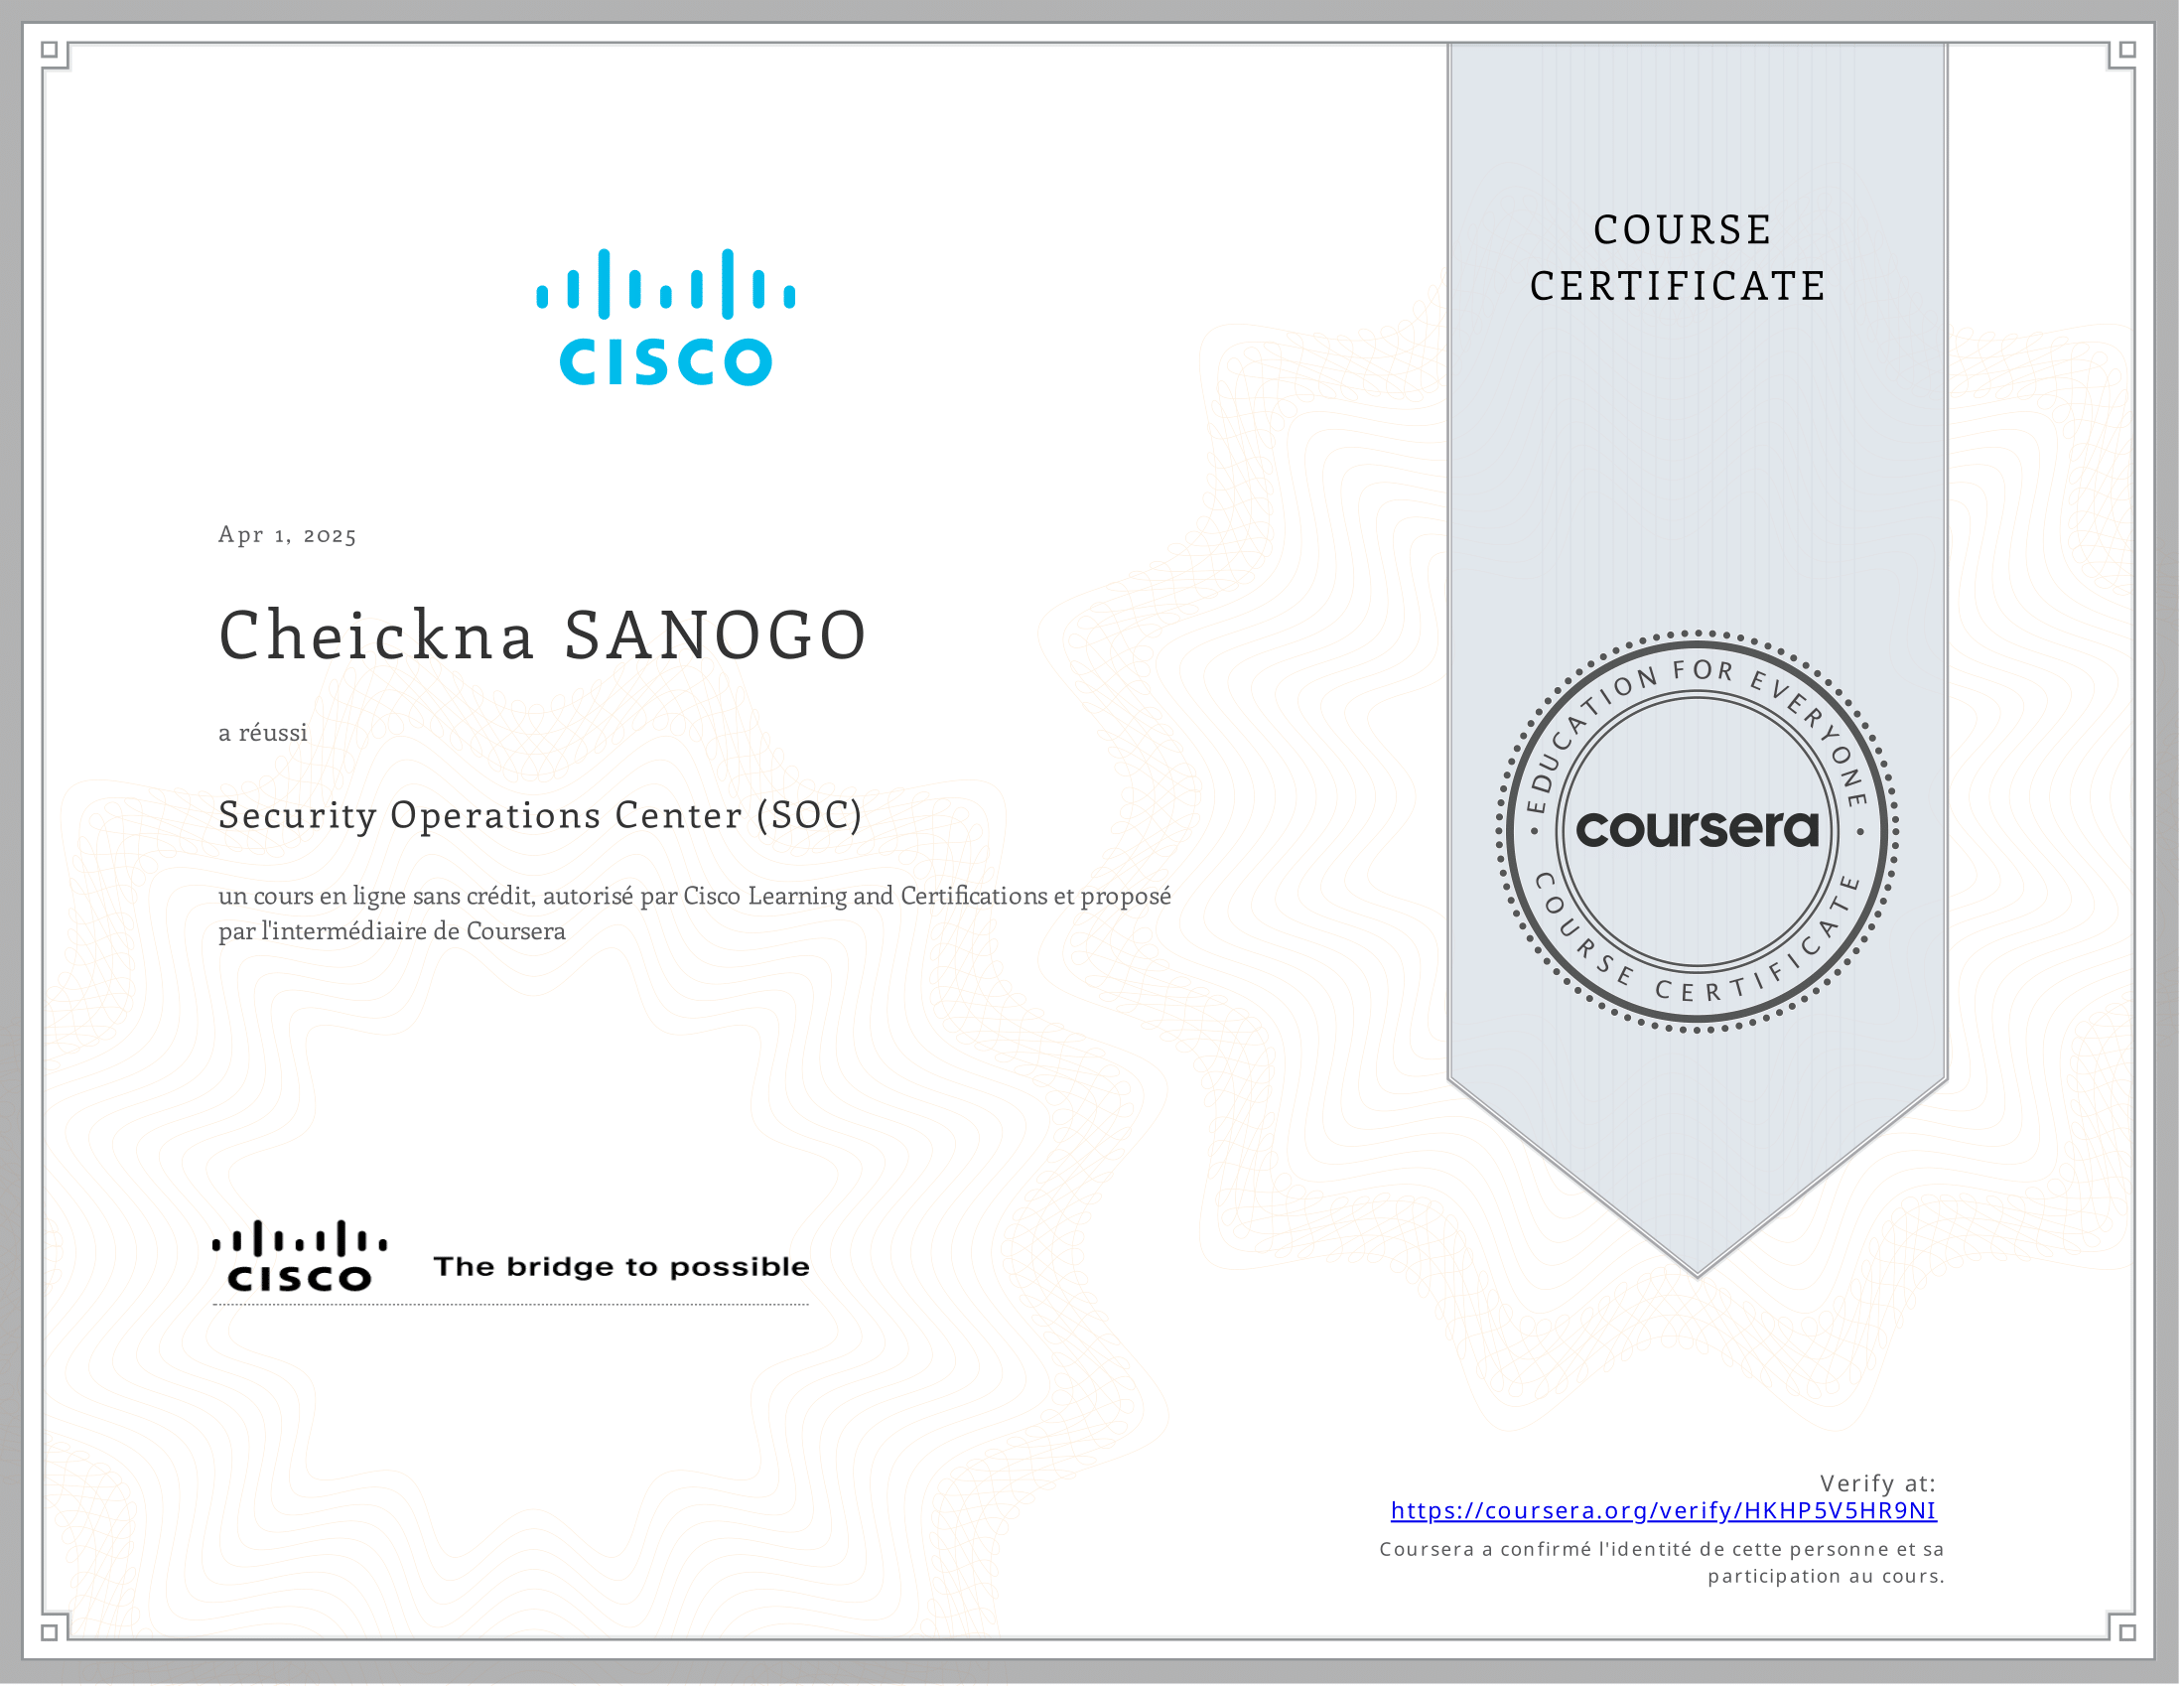 COURSE
CERTIFICATE
CISCO
Apr 1, 2025
Cheickna SANOGO
a réussi
Security Operations Center (SOC)
un cours en ligne sans crédit, autorisé par Cisco Learning and Certifications et proposé
par l'intermédiaire de Coursera
EDUCATION FOR EVERYONE
coursera
COURSE CERTIFICATE
CISCO The bridge to possible
Verify at:
https://coursera.org/verify/HKHP5V5HR9NI
Coursera a confirmé l'identité de cette personne et sa
participation au cours.